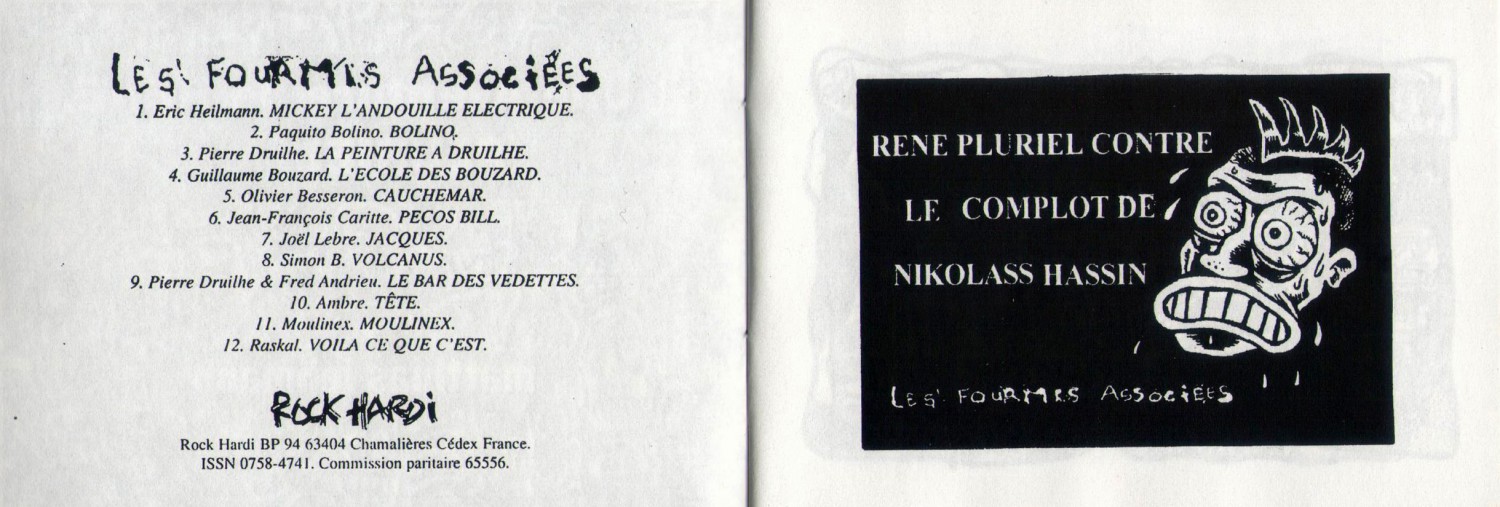 LES FOURMIS ASSOCIÉES
1. Eric Heilmann. MICKEY L'ANDOUILLE ELECTRIQUE.
2. Paquito Bolino. BOLINO.
3. Pierre Druilhe. LA PEINTURE A DRUILHE.
4. Guillaume Bouzard. L'ECOLE DES BOUZARD.
5. Olivier Besseron. CAUCHEMAR.
6. Jean-François Caritte. PECOS BILL.
7. Joël Lebre. JACQUES.
8. Simon B. VOLCANUS.
9. Pierre Druilhe & Fred Andrieu. LE BAR DES VEDETTES.
10. Ambre. TÊTE.
11. Moulinex. MOULINEX.
12. Raskal. VOILA CE QUE C'EST.
ROCK HARDI
Rock Hardi BP 94 63404 Chamalières Cédex France.
ISSN 0758-4741. Commission paritaire 65556.
RENE PLURIEL CONTRE
LE COMPLOT DE
NIKOLASS HASSIN
LES FOURMIS ASSOCIÉES